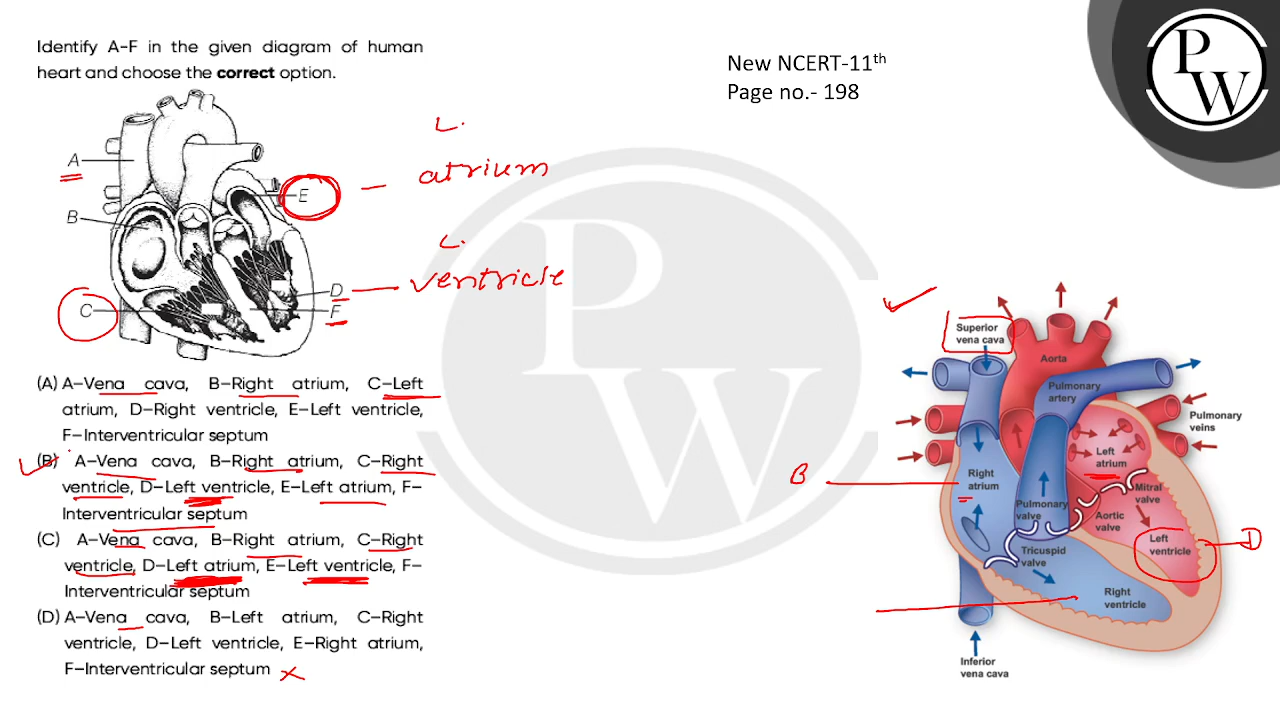 Identify A-F in the given diagram of human
heart and choose the correct option.
A
B
C
E
D
F
L.
atrium
L.
ventricle
(A) A–Vena cava, B–Right atrium, C–Left
atrium, D–Right ventricle, E–Left ventricle,
F–Interventricular septum
(B) A–Vena cava, B–Right atrium, C–Right
ventricle, D–Left ventricle, E–Left atrium, F–
Interventricular septum
(C) A–Vena cava, B–Right atrium, C–Right
ventricle, D–Left atrium, E–Left ventricle, F–
Interventricular septum
(D) A–Vena cava, B–Left atrium, C–Right
ventricle, D–Left ventricle, E–Right atrium,
F–Interventricular septum
New NCERT-11th
Page no.- 198
P
W
P
W
Superior
vena cava
Aorta
Pulmonary
artery
Pulmonary
veins
Left
atrium
Right
atrium
Mitral
valve
Pulmonary
valve
Aortic
valve
Left
ventricle
Tricuspid
valve
Right
ventricle
Inferior
vena cava
B
D